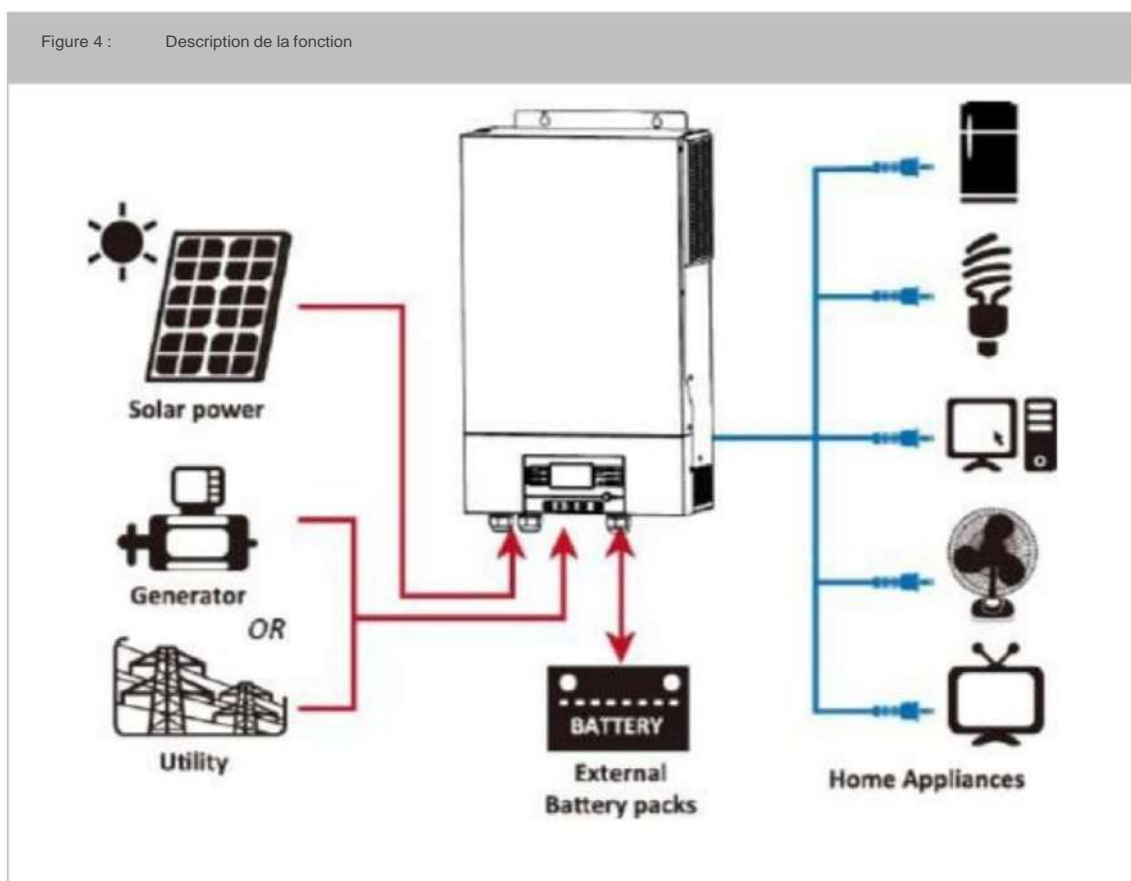 Figure 4 : Description de la fonction
Solar power
Generator
OR
Utility
BATTERY
External
Battery packs
Home Appliances